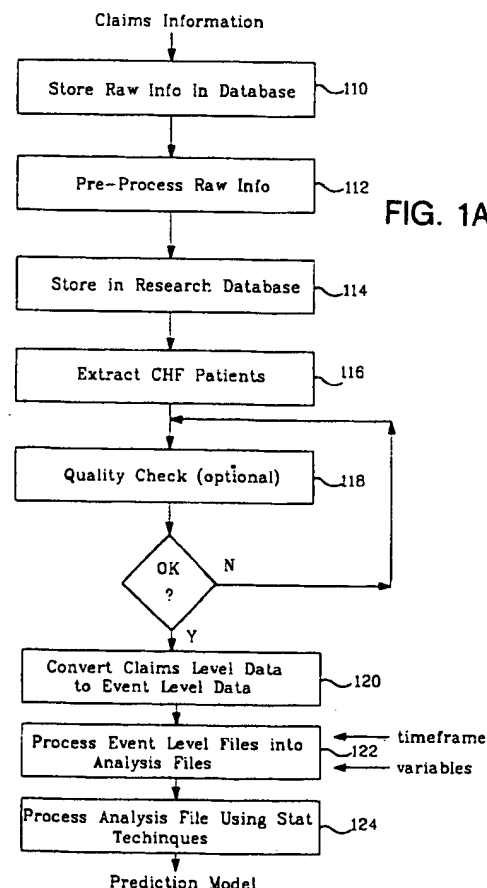 Claims Information
Store Raw Info In Database
110
Pre-Process Raw Info
112
FIG. 1A
Store in Research Database
114
Extract CHF Patients
116
Quality Check (optional)
118
OK
?
N
Y
Convert Claims Level Data
to Event Level Data
120
Process Event Level Files into
Analysis Files
122
timeframe
variables
Process Analysis File Using Stat
Techinques
124
Prediction Model